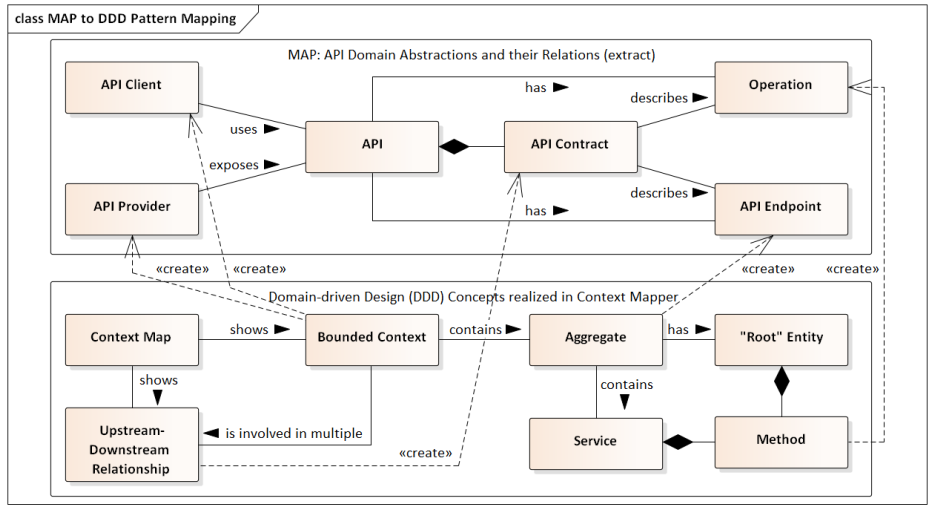 class MAP to DDD Pattern Mapping
MAP: API Domain Abstractions and their Relations (extract)
API Client
Operation
has
describes
uses
API
API Contract
exposes
API Provider
describes
API Endpoint
has
«create»
«create»
«create»
«create»
Domain-driven Design (DDD) Concepts realized in Context Mapper
Context Map
shows
Bounded Context
contains
Aggregate
has
"Root" Entity
shows
contains
Upstream-
Downstream
Relationship
is involved in multiple
Service
Method
«create»